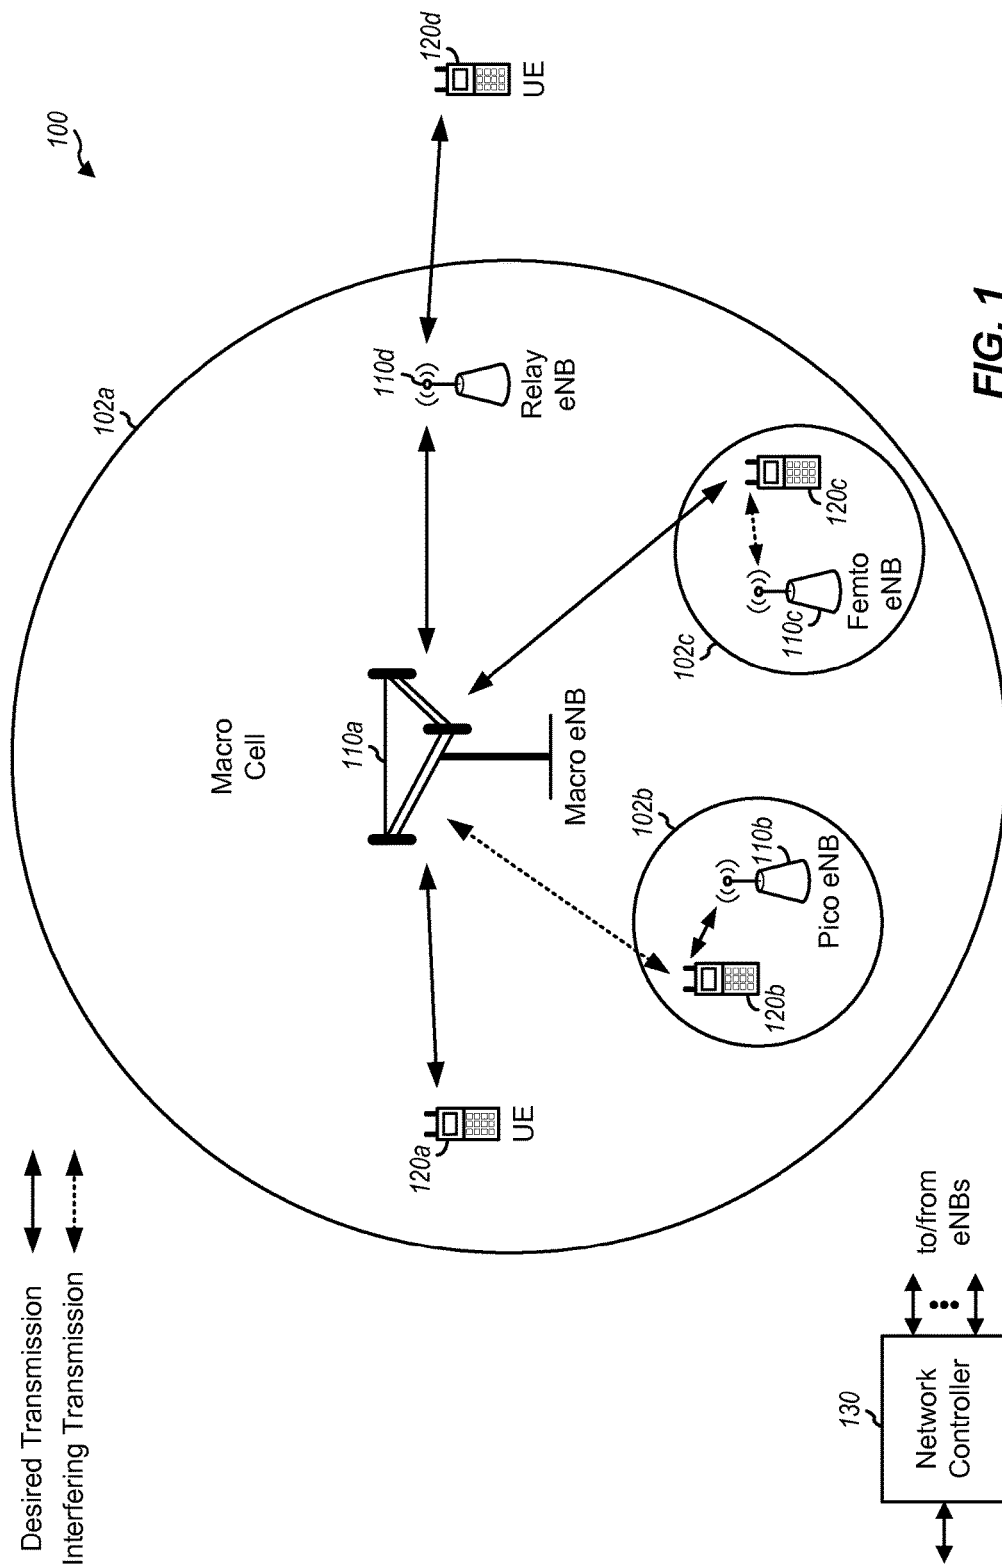 100
Desired Transmission
Interfering Transmission
102a
Macro
Cell
110a
Macro eNB
120a
UE
110d
Relay
eNB
120d
UE
102b
110b
Pico eNB
120b
102c
110c
Femto
eNB
120c
130
Network
Controller
to/from
eNBs
FIG. 1